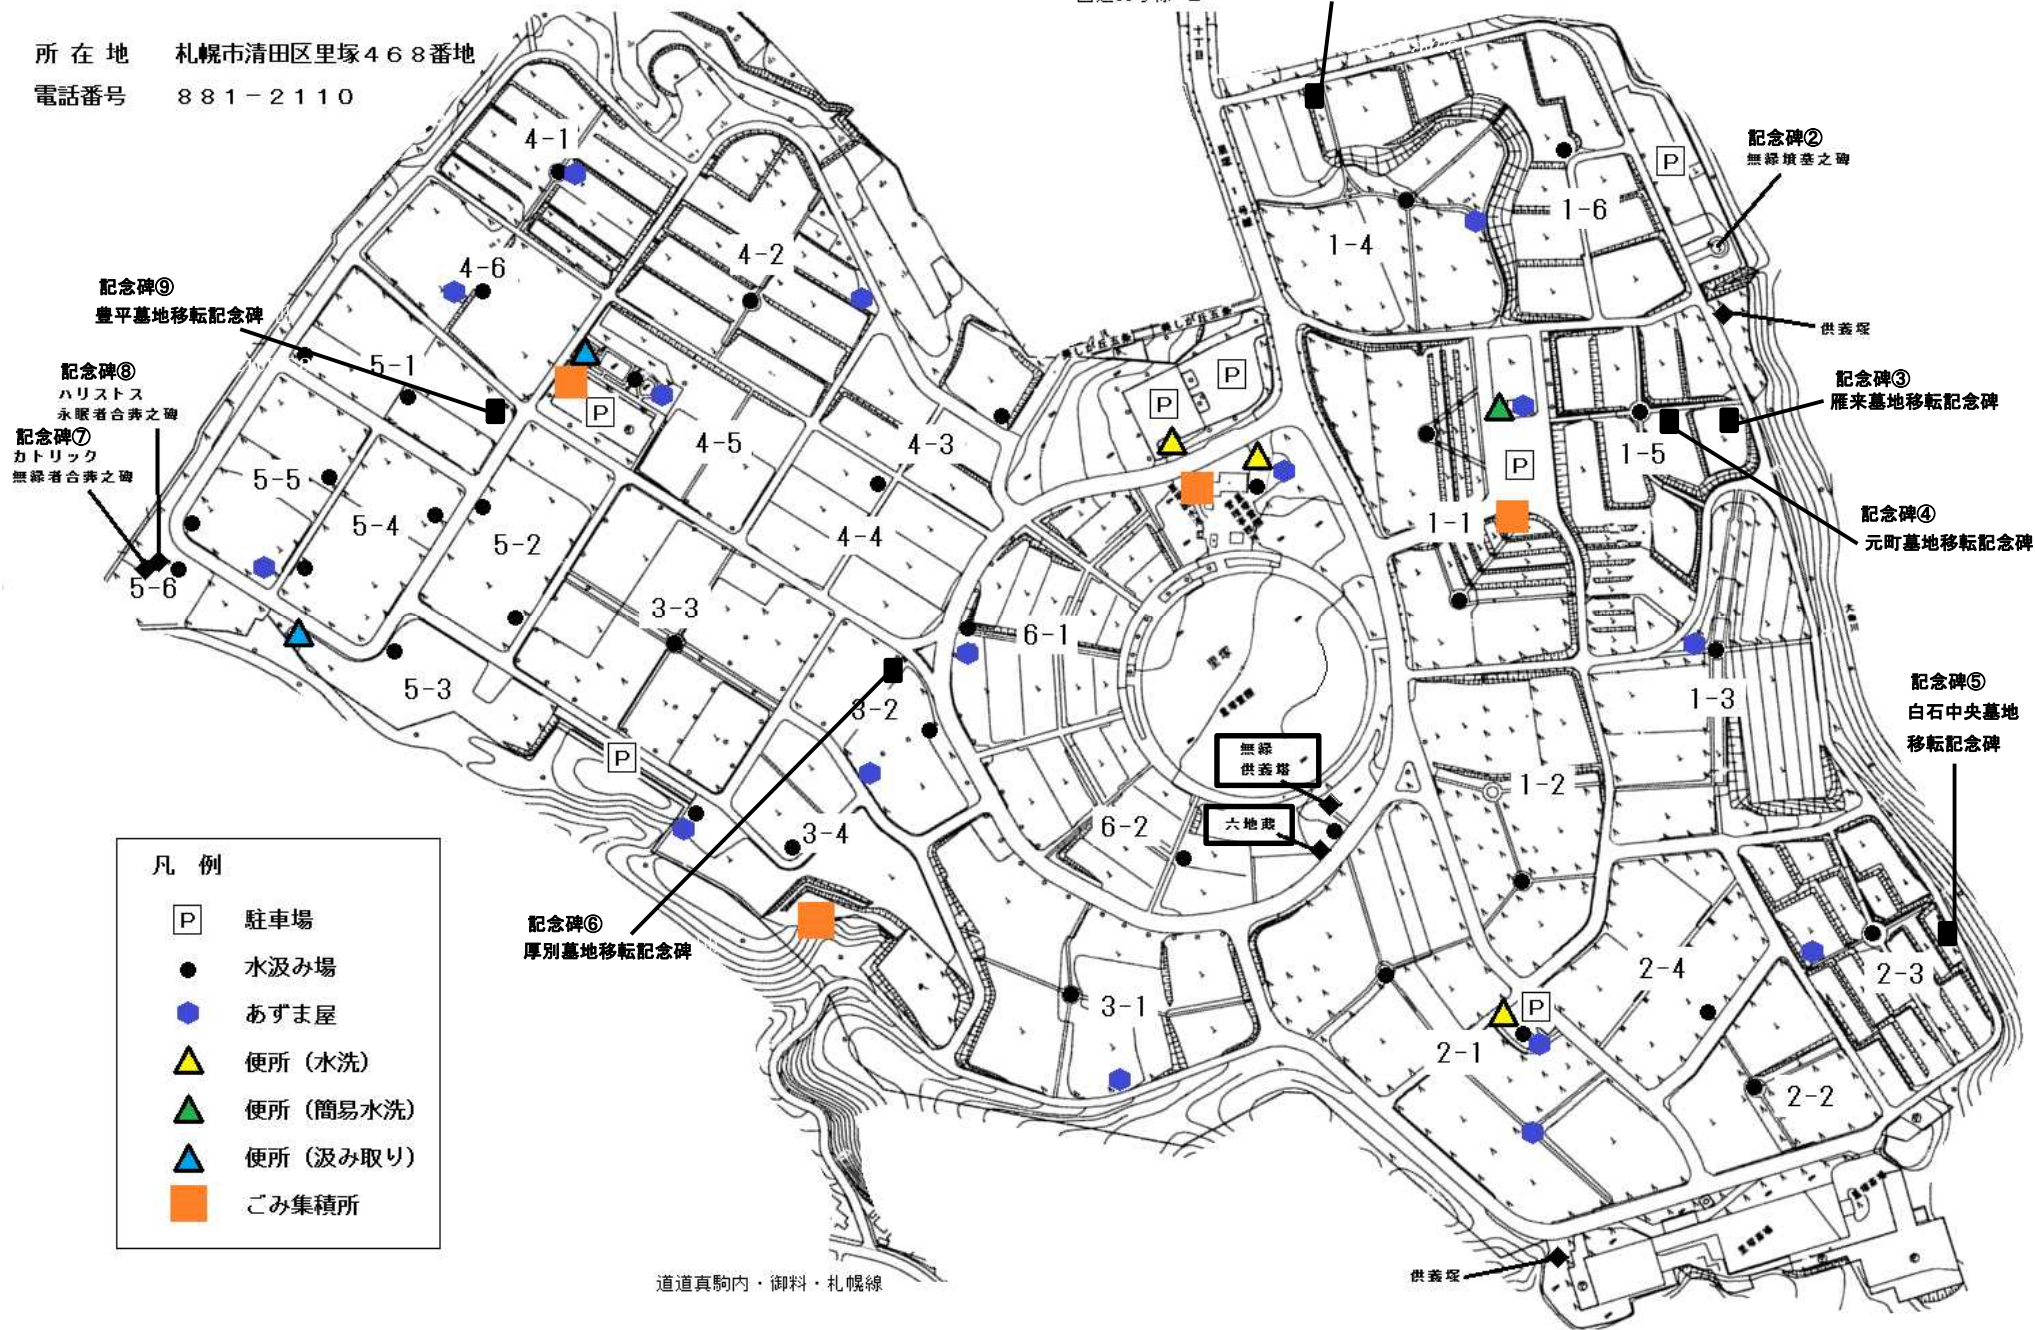 所在地　札幌市清田区里塚４６８番地
電話番号　８８１－２１１０
記念碑②
無縁墳墓之碑
供養塚
記念碑③
雁来墓地移転記念碑
記念碑④
元町墓地移転記念碑
記念碑⑤
白石中央墓地
移転記念碑
記念碑⑨
豊平墓地移転記念碑
記念碑⑧
ハリストス
永眠者合葬之碑
記念碑⑦
カトリック
無縁者合葬之碑
記念碑⑥
厚別墓地移転記念碑
4-1
4-2
4-6
5-1
4-5
4-3
4-4
5-5
5-4
5-2
5-6
5-3
3-3
3-2
3-4
3-1
6-1
6-2
1-4
1-6
1-5
1-1
1-3
1-2
2-4
2-3
2-1
2-2
P
P
P
P
P
P
P
里塚
里塚霊園
無縁
供養塔
六地蔵
供養塚
道道真駒内・御料・札幌線
凡　例
P　駐車場
水汲み場
あずま屋
便所（水洗）
便所（簡易水洗）
便所（汲み取り）
ごみ集積所